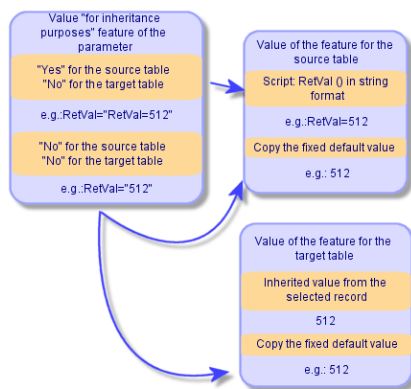 Value "for inheritance
purposes" feature of the
parameter
"Yes" for the source table
"No" for the target table
e.g.:RetVal="RetVal=512"
"No" for the source table
"No" for the target table
e.g.:RetVal="512"
Value of the feature for the
source table
Script: RetVal () in string
format
e.g.:RetVal=512
Copy the fixed default value
e.g.: 512
Value of the feature for the
target table
Inherited value from the
selected record
512
Copy the fixed default value
e.g.: 512